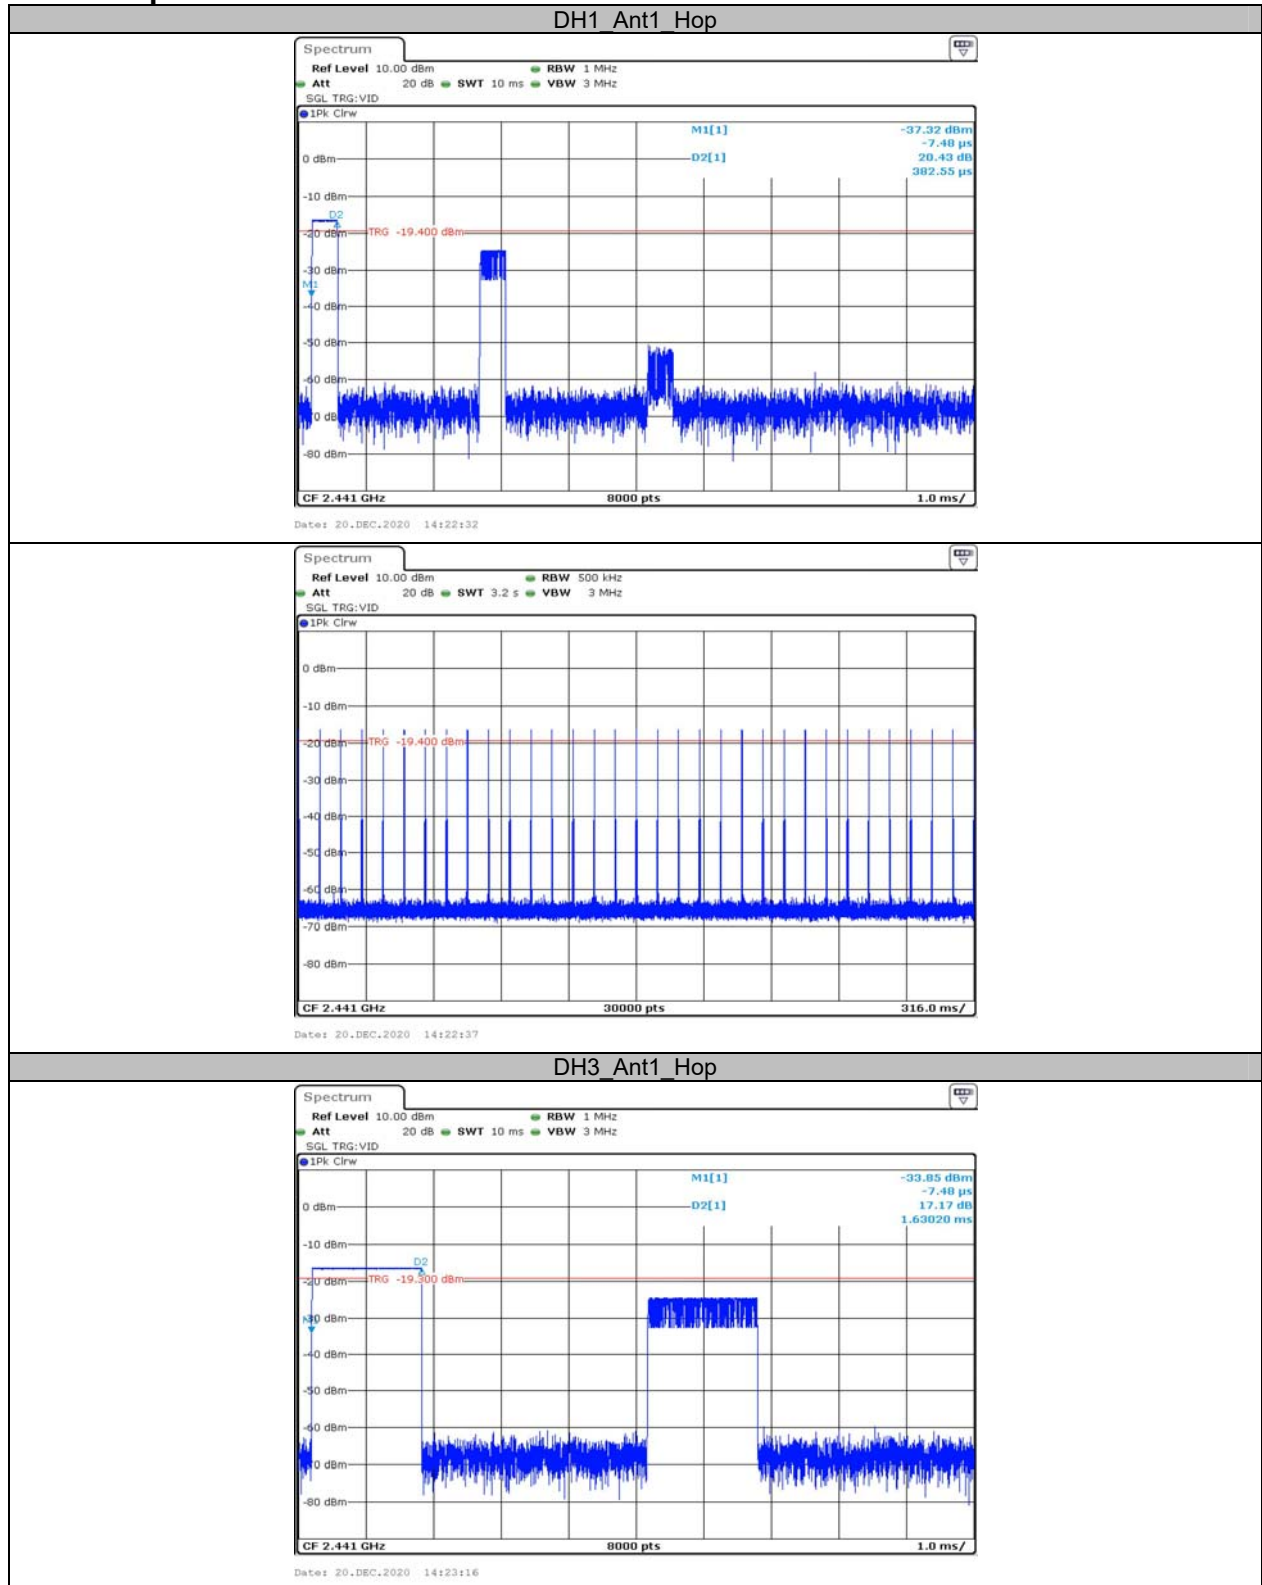 DH1_Ant1_Hop
Spectrum
Ref Level 10.00 dBm RBW 1 MHz
Att 20 dB SWT 10 ms VBW 3 MHz
SGL TRG:VID
1Pk Clrw
M1[1] -37.32 dBm
-7.48 µs
0 dBm D2[1] 20.43 dB
382.55 µs
-10 dBm
D2
-20 dBm TRG -19.400 dBm
-30 dBm
M1
-40 dBm
-50 dBm
-60 dBm
-80 dBm
CF 2.441 GHz 8000 pts 1.0 ms/
Date: 20.DEC.2020 14:22:32
Spectrum
Ref Level 10.00 dBm RBW 500 kHz
Att 20 dB SWT 3.2 s VBW 3 MHz
SGL TRG:VID
1Pk Clrw
0 dBm
-10 dBm
-20 dBm TRG -19.400 dBm
-30 dBm
-40 dBm
-50 dBm
-60 dBm
-70 dBm
-80 dBm
CF 2.441 GHz 30000 pts 316.0 ms/
Date: 20.DEC.2020 14:22:37
DH3_Ant1_Hop
Spectrum
Ref Level 10.00 dBm RBW 1 MHz
Att 20 dB SWT 10 ms VBW 3 MHz
SGL TRG:VID
1Pk Clrw
M1[1] -33.85 dBm
-7.48 µs
0 dBm D2[1] 17.17 dB
1.63020 ms
-10 dBm
D2
-20 dBm TRG -19.300 dBm
-40 dBm
-50 dBm
-60 dBm
-80 dBm
CF 2.441 GHz 8000 pts 1.0 ms/
Date: 20.DEC.2020 14:23:16